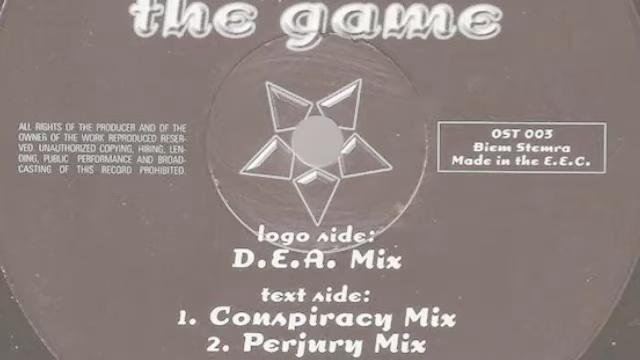 the game
ALL RIGHTS OF THE PRODUCER AND OF THE
OWNER OF THE WORK REPRODUCED RESER-
VED. UNAUTHORIZED COPYING, HIRING, LEN-
DING, PUBLIC PERFORMANCE AND BROAD-
CASTING OF THIS RECORD PROHIBITED.
OST 003
Biem Stemra
Made in the E.E.C.
logo side:
D.E.A. Mix
text side:
1. Conspiracy Mix
2. Perjury Mix